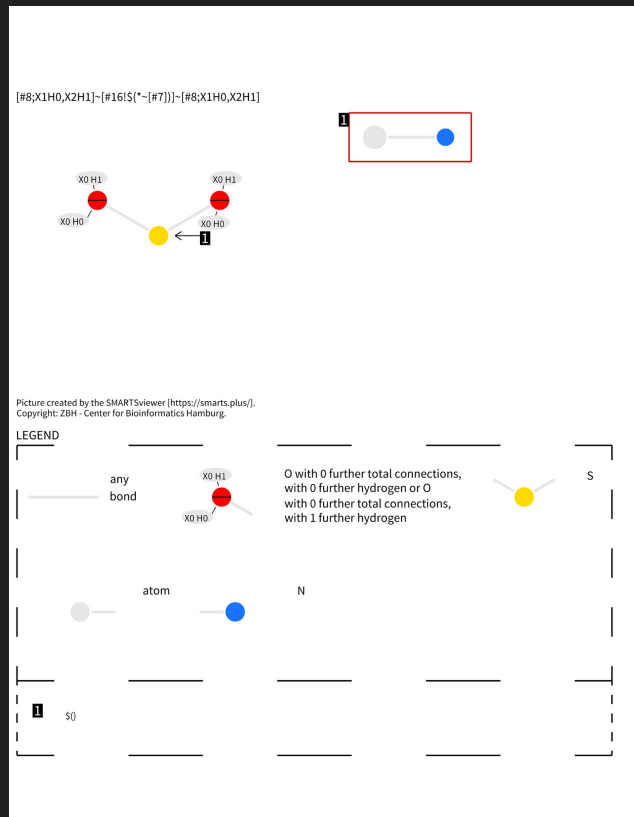 [#8;X1H0,X2H1]~[#16!$(*~[#7])]~[#8;X1H0,X2H1]
1
X0 H1
X0 H1
X0 H0
X0 H0
1
Picture created by the SMARTSviewer [https://smarts.plus/].
Copyright: ZBH - Center for Bioinformatics Hamburg.
LEGEND
any
bond
X0 H1
X0 H0
O with 0 further total connections,
with 0 further hydrogen or O
with 0 further total connections,
with 1 further hydrogen
S
atom
N
1
$()